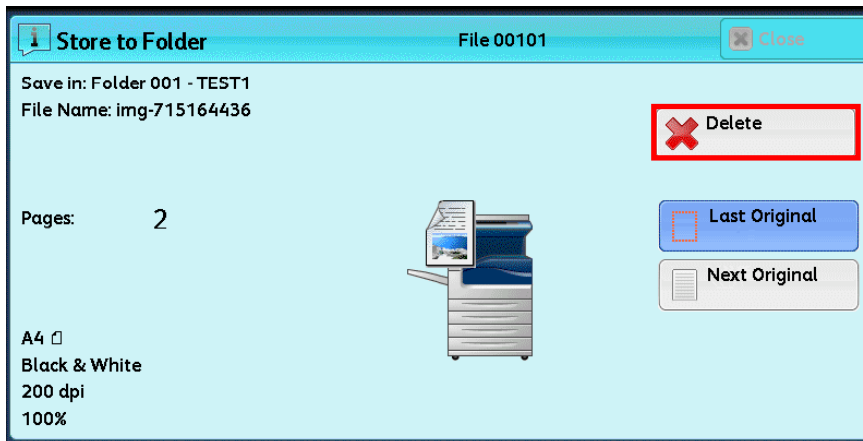 Store to Folder
File 00101
Close
Save in: Folder 001 - TEST1
File Name: img-715164436
Delete
Pages: 2
Last Original
Next Original
A4
Black & White
200 dpi
100%